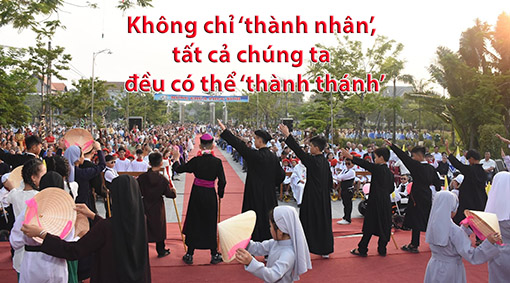 Không chỉ ‘thành nhân’,
tất cả chúng ta
đều có thể ‘thành thánh’